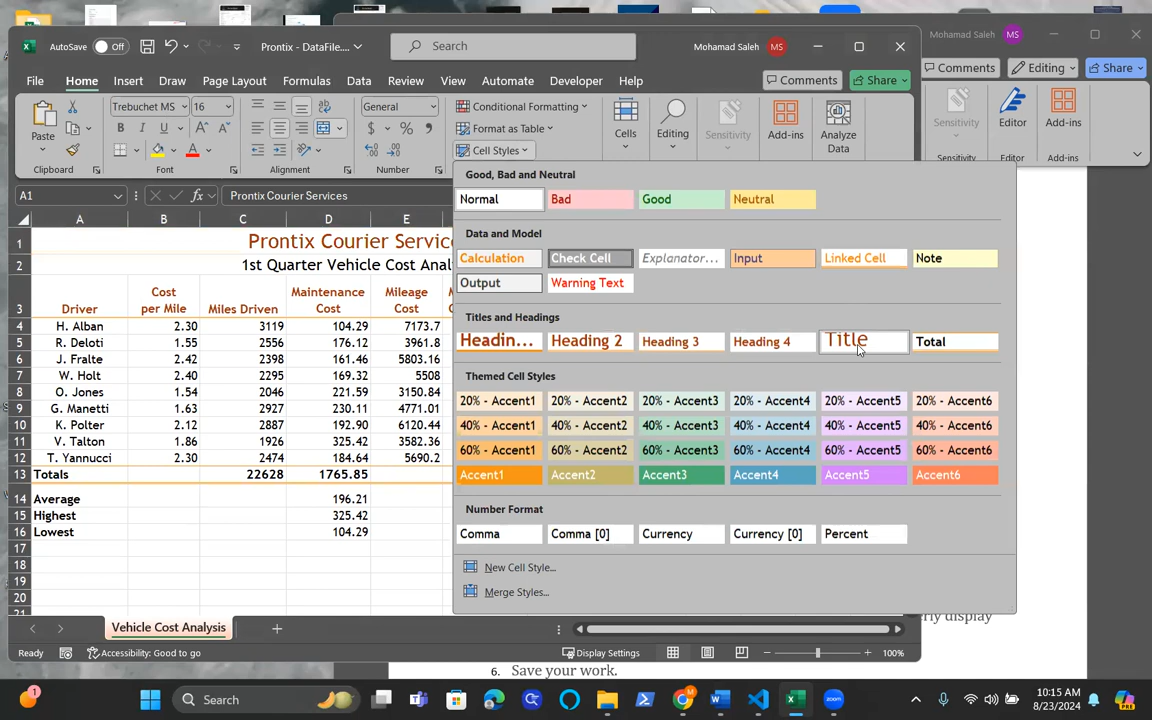 AutoSave Off Prontix - DataFile... Search Mohamad Saleh MS
Mohamad Saleh MS
File Home Insert Draw Page Layout Formulas Data Review View Automate Developer Help Comments Share
Comments Editing Share
Paste
Clipboard
Trebuchet MS 16
B I U A A
Font
Alignment
General
$ % 9
Number
Conditional Formatting
Format as Table
Cell Styles
Cells
Editing
Sensitivity
Add-ins
Analyze
Data
Sensitivity
Editor
Add-ins
Sensitivity Editor Add-ins
A1 fx Prontix Courier Services
A B C D E
1 Prontix Courier Servic
2 1st Quarter Vehicle Cost Anal
3 Driver Cost per Mile Miles Driven Maintenance Cost Mileage Cost
4 H. Alban 2.30 3119 104.29 7173.7
5 R. Deloti 1.55 2556 176.12 3961.8
6 J. Fralte 2.42 2398 161.46 5803.16
7 W. Holt 2.40 2295 169.32 5508
8 O. Jones 1.54 2046 221.59 3150.84
9 G. Manetti 1.63 2927 230.11 4771.01
10 K. Polter 2.12 2887 192.90 6120.44
11 V. Talton 1.86 1926 325.42 3582.36
12 T. Yannucci 2.30 2474 184.64 5690.2
13 Totals 22628 1765.85
14 Average 196.21
15 Highest 325.42
16 Lowest 104.29
17
18
19
20
21
Good, Bad and Neutral
Normal Bad Good Neutral
Data and Model
Calculation Check Cell Explanator... Input Linked Cell Note
Output Warning Text
Titles and Headings
Headin... Heading 2 Heading 3 Heading 4 Title Total
Themed Cell Styles
20% - Accent1 20% - Accent2 20% - Accent3 20% - Accent4 20% - Accent5 20% - Accent6
40% - Accent1 40% - Accent2 40% - Accent3 40% - Accent4 40% - Accent5 40% - Accent6
60% - Accent1 60% - Accent2 60% - Accent3 60% - Accent4 60% - Accent5 60% - Accent6
Accent1 Accent2 Accent3 Accent4 Accent5 Accent6
Number Format
Comma Comma [0] Currency Currency [0] Percent
New Cell Style...
Merge Styles...
display
6. Save your work.
Vehicle Cost Analysis
Ready Accessibility: Good to go Display Settings 100%
1 Search 10:15 AM
8/23/2024
PRE